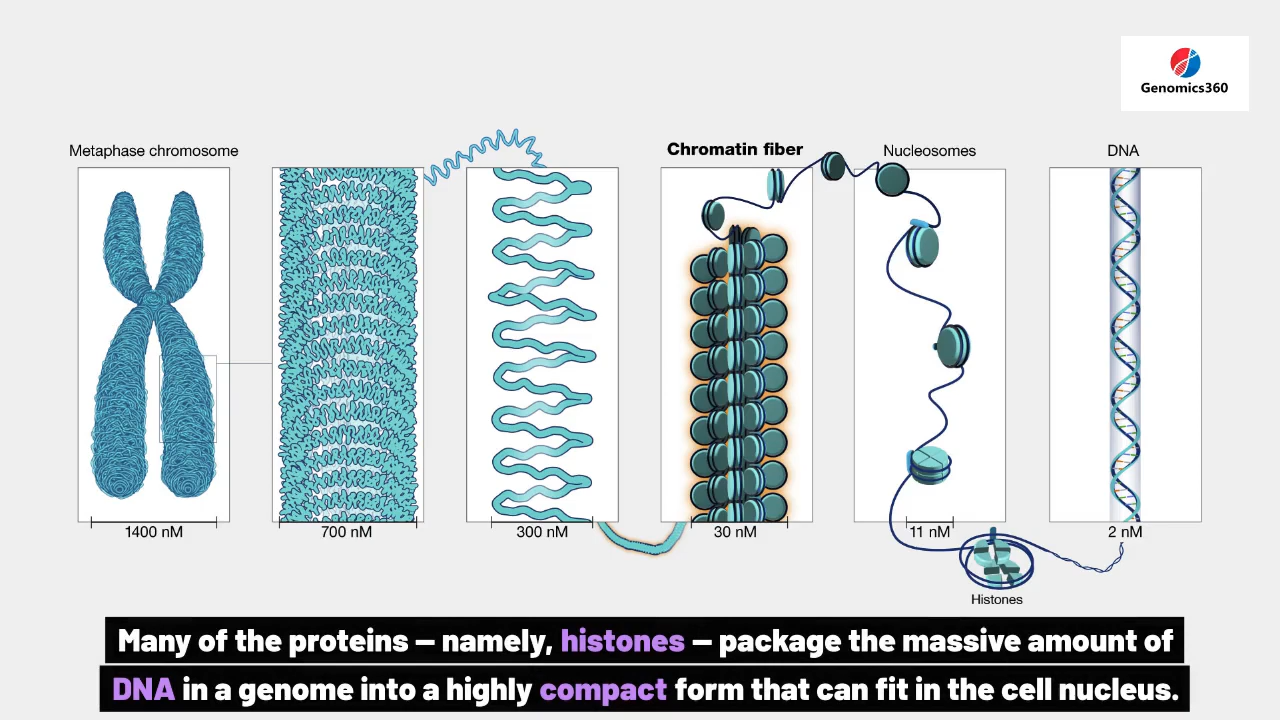 Genomics360
Metaphase chromosome
Chromatin fiber
Nucleosomes
DNA
1400 nM
700 nM
300 nM
30 nM
11 nM
2 nM
Histones
Many of the proteins — namely, histones — package the massive amount of
DNA in a genome into a highly compact form that can fit in the cell nucleus.